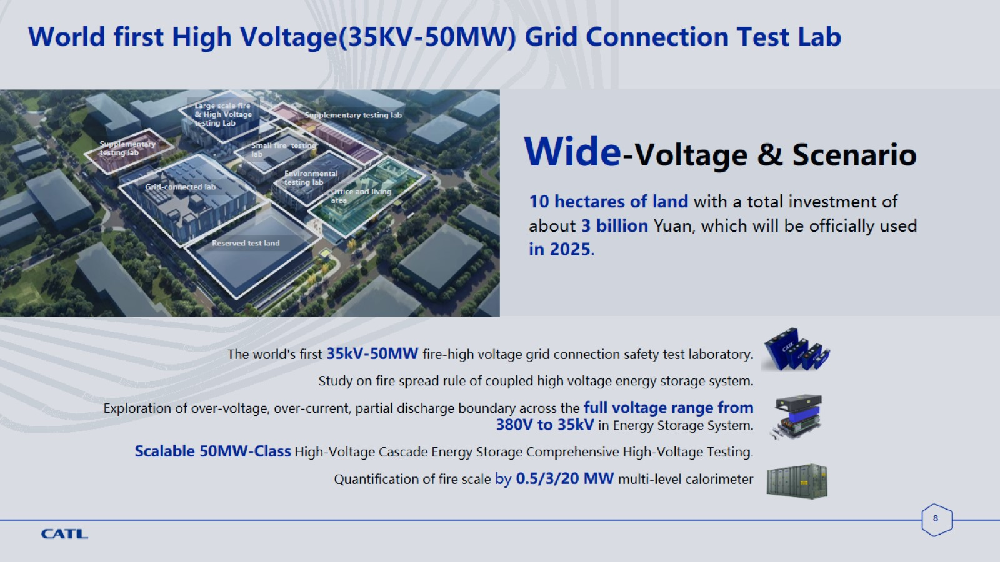 World first High Voltage(35KV-50MW) Grid Connection Test Lab
Large scale fire
& High Voltage
testing Lab
Supplementary testing lab
Supplementary
testing lab
Small fire testing
lab
Environmental
testing lab
Grid-connected lab
Office and living
area
Reserved test land
Wide-Voltage & Scenario
10 hectares of land with a total investment of
about 3 billion Yuan, which will be officially used
in 2025.
The world's first 35kV-50MW fire-high voltage grid connection safety test laboratory.
CATL
Study on fire spread rule of coupled high voltage energy storage system.
Exploration of over-voltage, over-current, partial discharge boundary across the full voltage range from
380V to 35kV in Energy Storage System.
Scalable 50MW-Class High-Voltage Cascade Energy Storage Comprehensive High-Voltage Testing.
Quantification of fire scale by 0.5/3/20 MW multi-level calorimeter
8
CATL